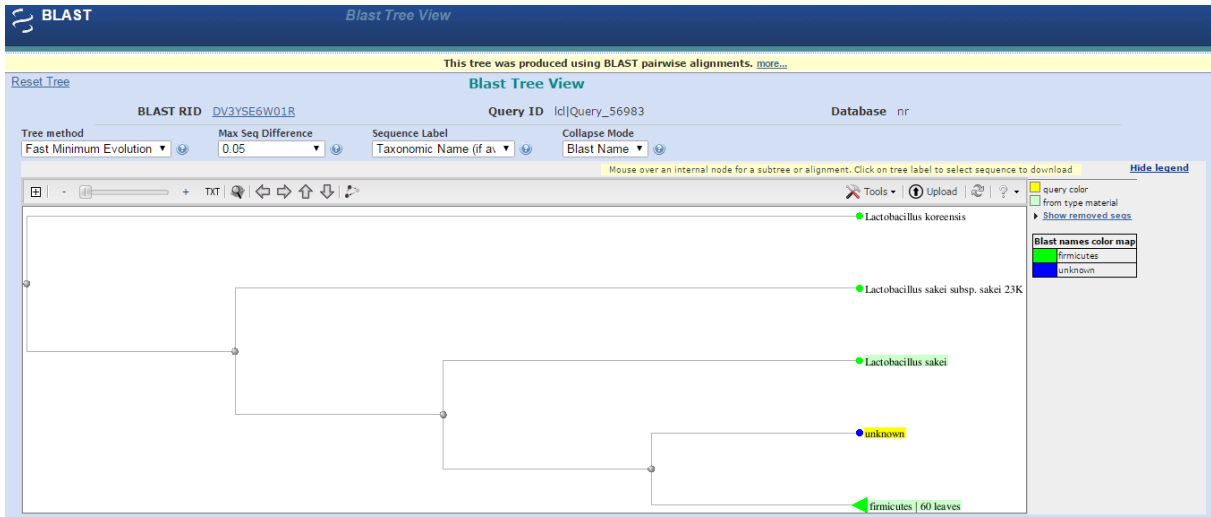 BLAST Blast Tree View
This tree was produced using BLAST pairwise alignments. more...
Reset Tree Blast Tree View
BLAST RID DV3YSE6W01R Query ID lcl|Query_56983 Database nr
Tree method Max Seq Difference Sequence Label Collapse Mode
Fast Minimum Evolution 0.05 Taxonomic Name (if av Blast Name
Mouse over an internal node for a subtree or alignment. Click on tree label to select sequence to download Hide legend
- + TXT Tools Upload ?
query color
from type material
Show removed seqs
Blast names color map
firmicutes
unknown
Lactobacillus koreensis
Lactobacillus sakei subsp. sakei 23K
Lactobacillus sakei
unknown
firmicutes | 60 leaves